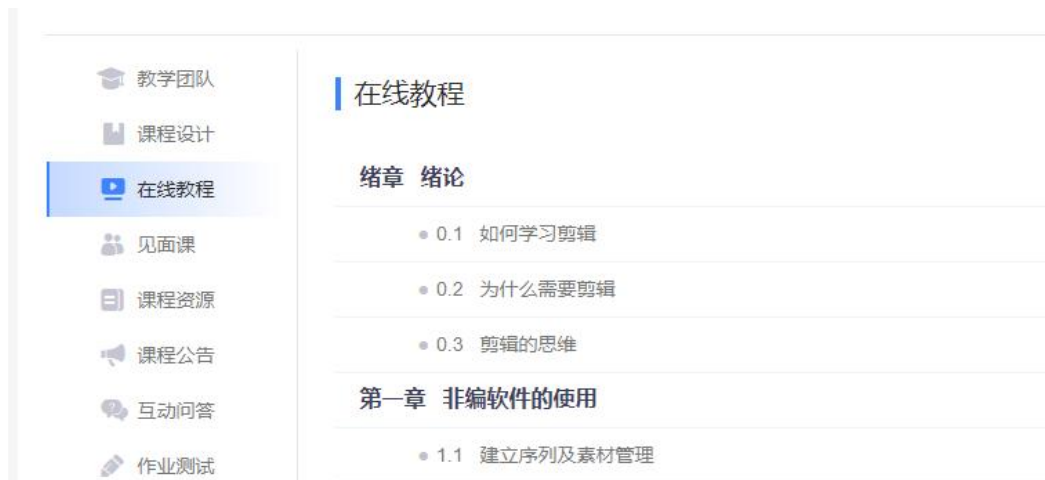 教学团队
课程设计
在线教程
见面课
课程资源
课程公告
互动问答
作业测试
在线教程
绪章 绪论
0.1 如何学习剪辑
0.2 为什么需要剪辑
0.3 剪辑的思维
第一章 非编软件的使用
1.1 建立序列及素材管理